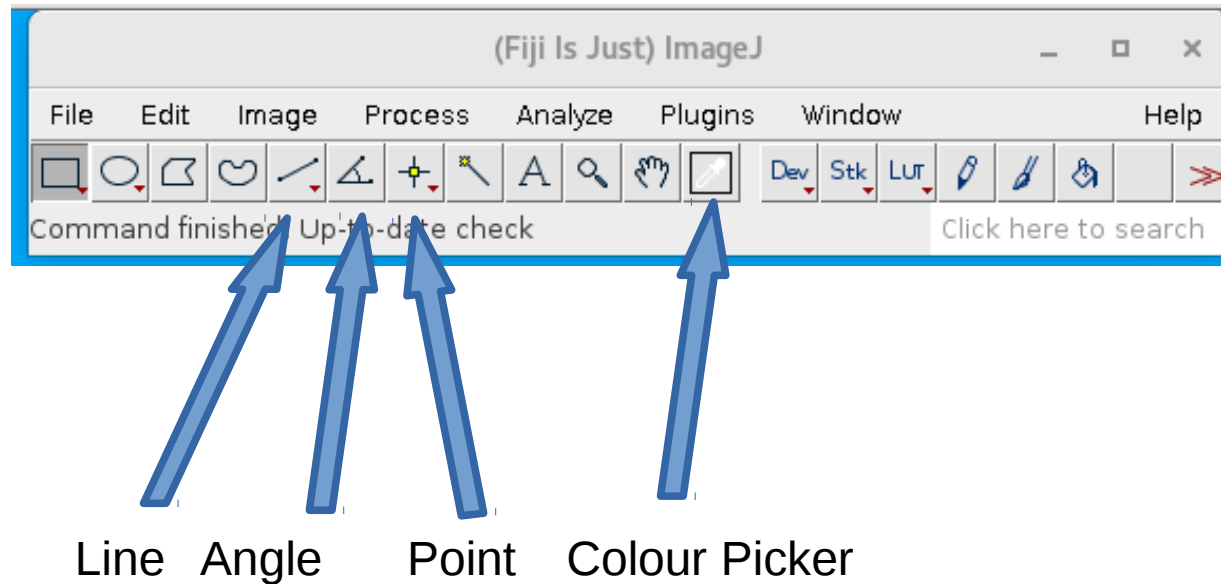 (Fiji Is Just) ImageJ
File Edit Image Process Analyze Plugins Window Help
A Dev Stk LUT
Command finished Up-to-date check Click here to search
Line Angle Point Colour Picker